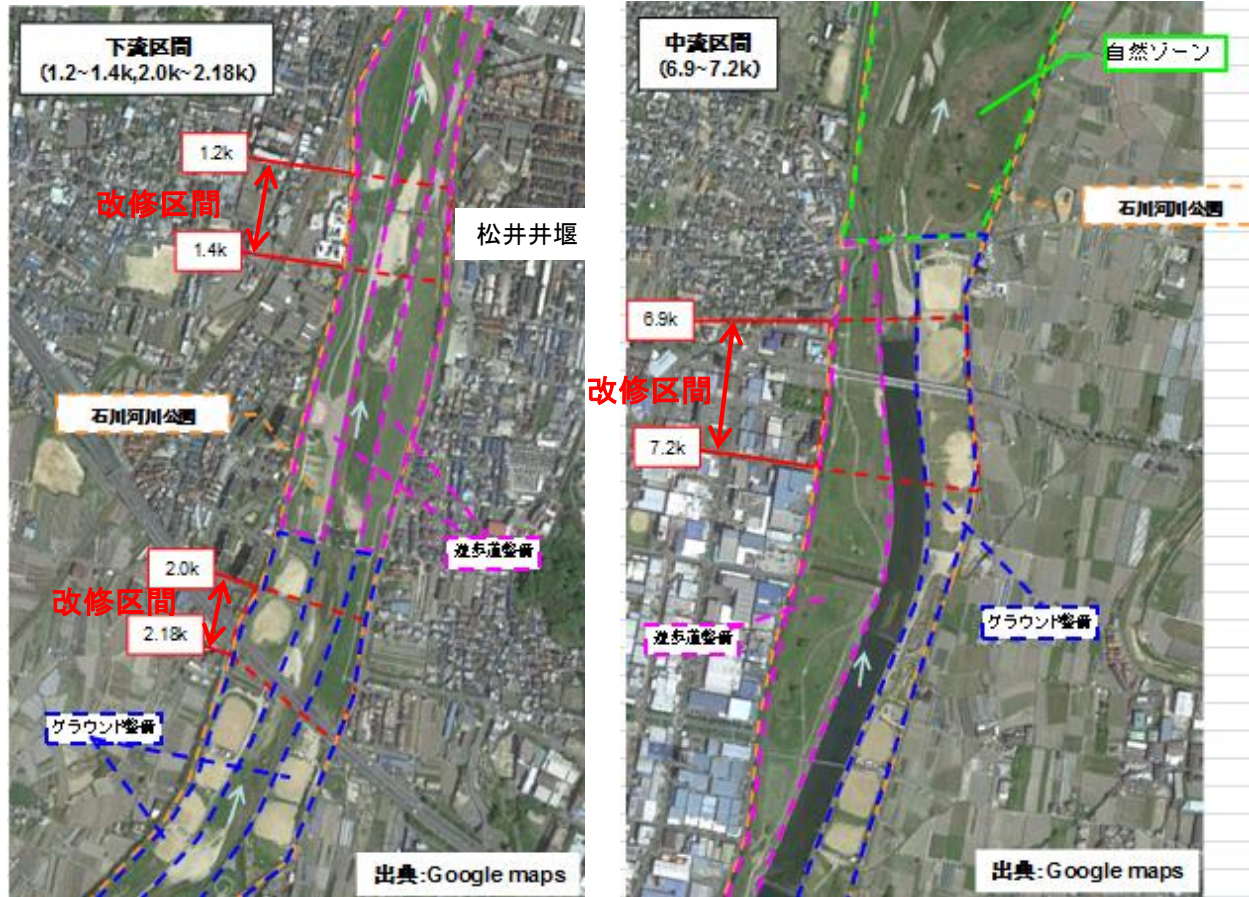 下流区間
(1.2~1.4k,2.0k~2.18k)
1.2k
改修区間
1.4k
松井井堰
石川河川公園
遊歩道整備
2.0k
改修区間
2.18k
グラウンド整備
出典:Google maps
中流区間
(6.9~7.2k)
自然ゾーン
石川河川公園
6.9k
改修区間
7.2k
グラウンド整備
遊歩道整備
出典:Google maps